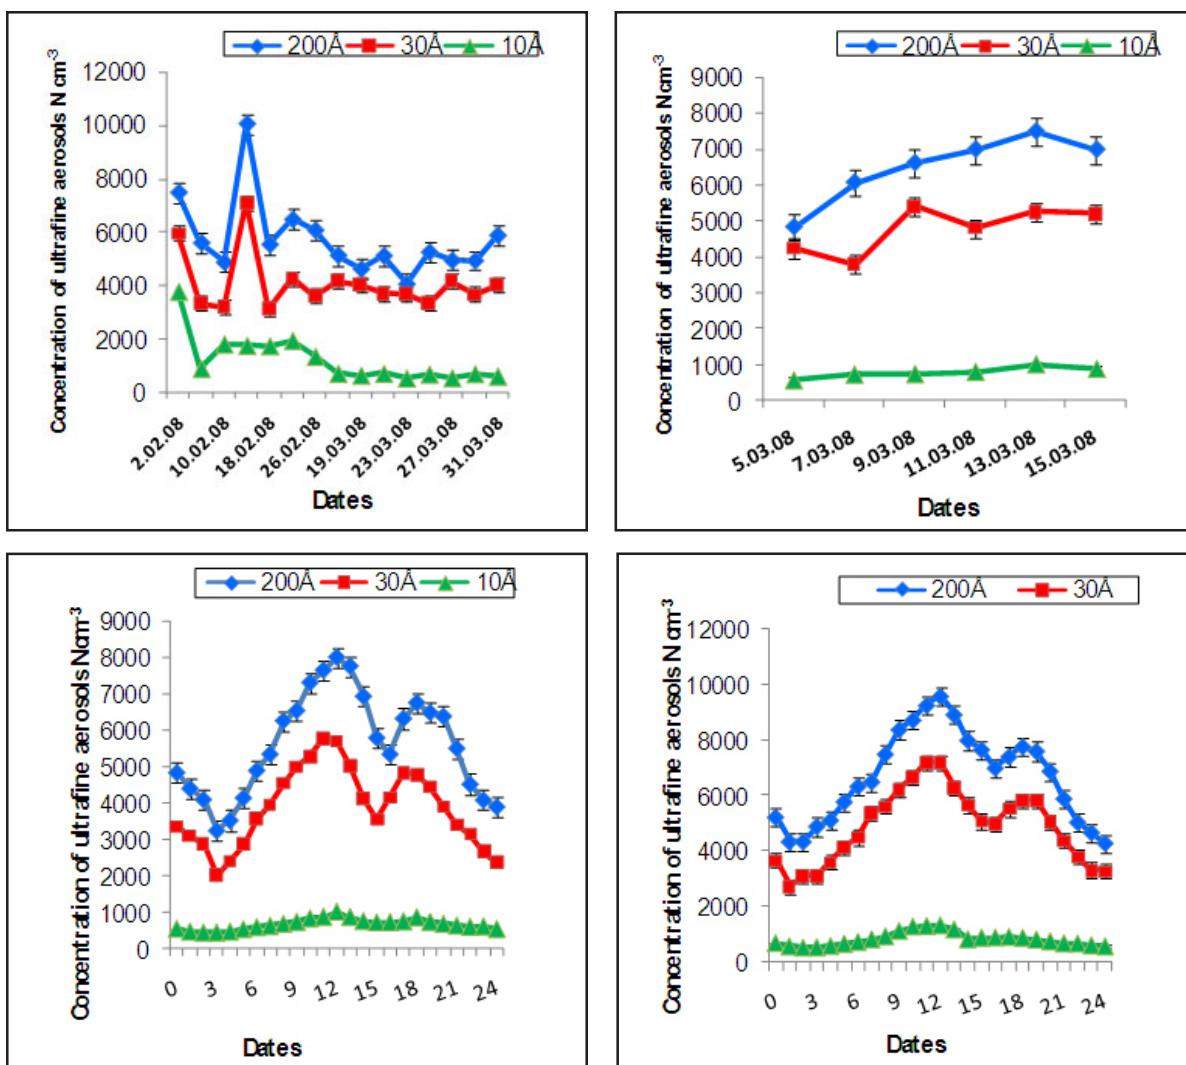 200Å 30Å 10Å
Concentration of ultrafine aerosols N cm-3
12000
10000
8000
6000
4000
2000
0
2.02.08 10.02.08 18.02.08 26.02.08 19.03.08 23.03.08 27.03.08 31.03.08
Dates
200Å 30Å 10Å
Concentration of ultrafine aerosols N cm-3
9000
8000
7000
6000
5000
4000
3000
2000
1000
0
5.03.08 7.03.08 9.03.08 11.03.08 13.03.08 15.03.08
Dates
200Å 30Å 10Å
Concentration of ultrafine aerosols N cm-3
9000
8000
7000
6000
5000
4000
3000
2000
1000
0
0 3 6 9 12 15 18 21 24
Dates
200Å 30Å
Concentration of ultrafine aerosols N cm-3
12000
10000
8000
6000
4000
2000
0
0 3 6 9 12 15 18 21 24
Dates